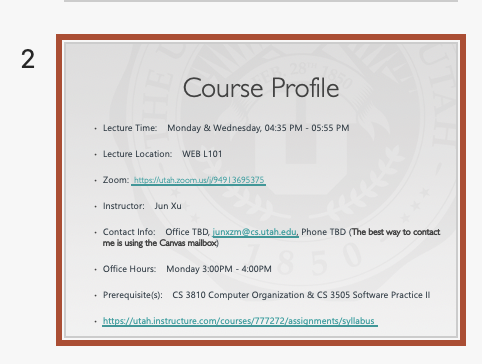 2
Course Profile
• Lecture Time: Monday & Wednesday, 04:35 PM - 05:55 PM
• Lecture Location: WEB L101
• Zoom: https://utah.zoom.us/j/94913695375
• Instructor: Jun Xu
• Contact Info: Office TBD, junxzm@cs.utah.edu, Phone TBD (The best way to contact
me is using the Canvas mailbox)
• Office Hours: Monday 3:00PM - 4:00PM
• Prerequisite(s): CS 3810 Computer Organization & CS 3505 Software Practice II
• https://utah.instructure.com/courses/777272/assignments/syllabus
1850